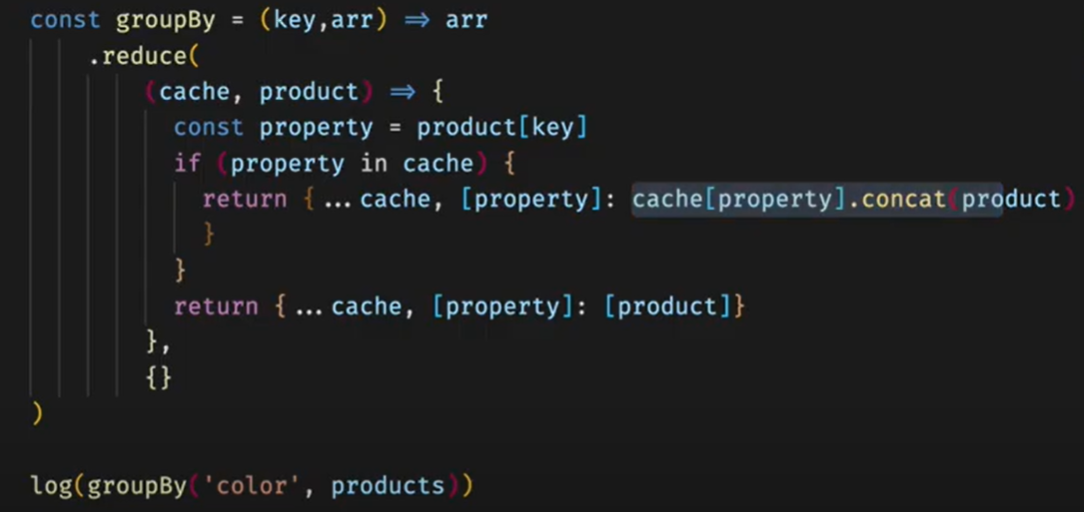 const groupBy = (key,arr) => arr
.reduce(
(cache, product) => {
const property = product[key]
if (property in cache) {
return { ... cache, [property]: cache[property].concat(product)
}
}
return { ... cache, [property]: [product]}
},
{}
)
log(groupBy('color', products))